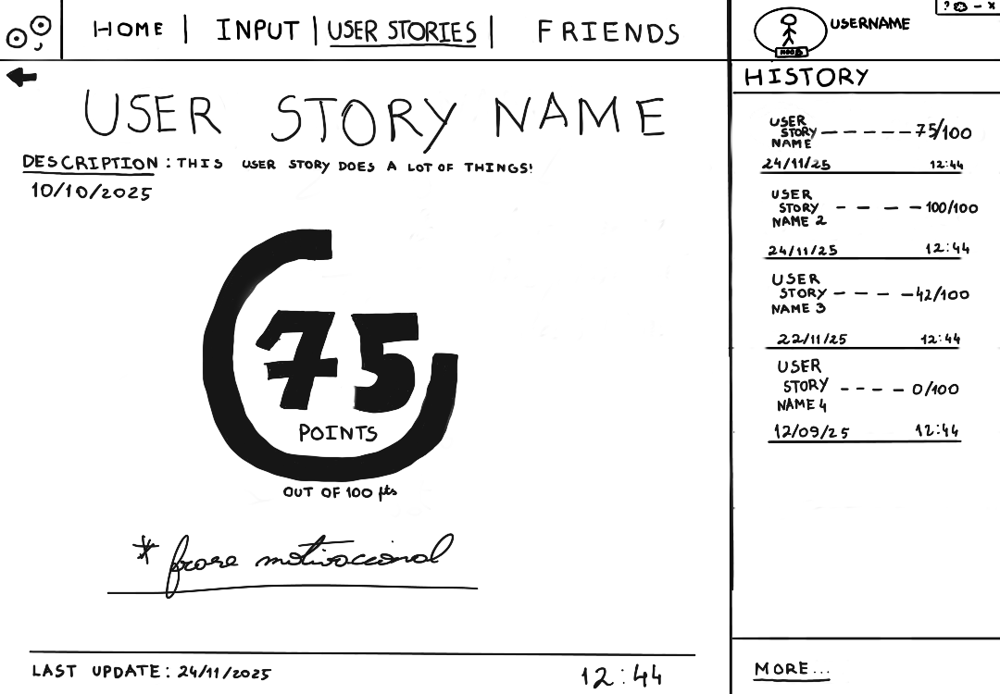 HOME | INPUT | USER STORIES | FRIENDS
USERNAME
? - x
NOOB
USER STORY NAME
DESCRIPTION: THIS USER STORY DOES A LOT OF THINGS!
10/10/2025
75
POINTS
OUT OF 100 pts
* frase motivacional
LAST UPDATE: 24/11/2025 12:44
HISTORY
USER
STORY ------ 75/100
NAME
24/11/25 12:44
USER
STORY - - - - 100/100
NAME 2
24/11/25 12:44
USER
STORY - - - - 42/100
NAME 3
22/11/25 12:44
USER
STORY - - - - 0/100
NAME 4
12/09/25 12:44
MORE...